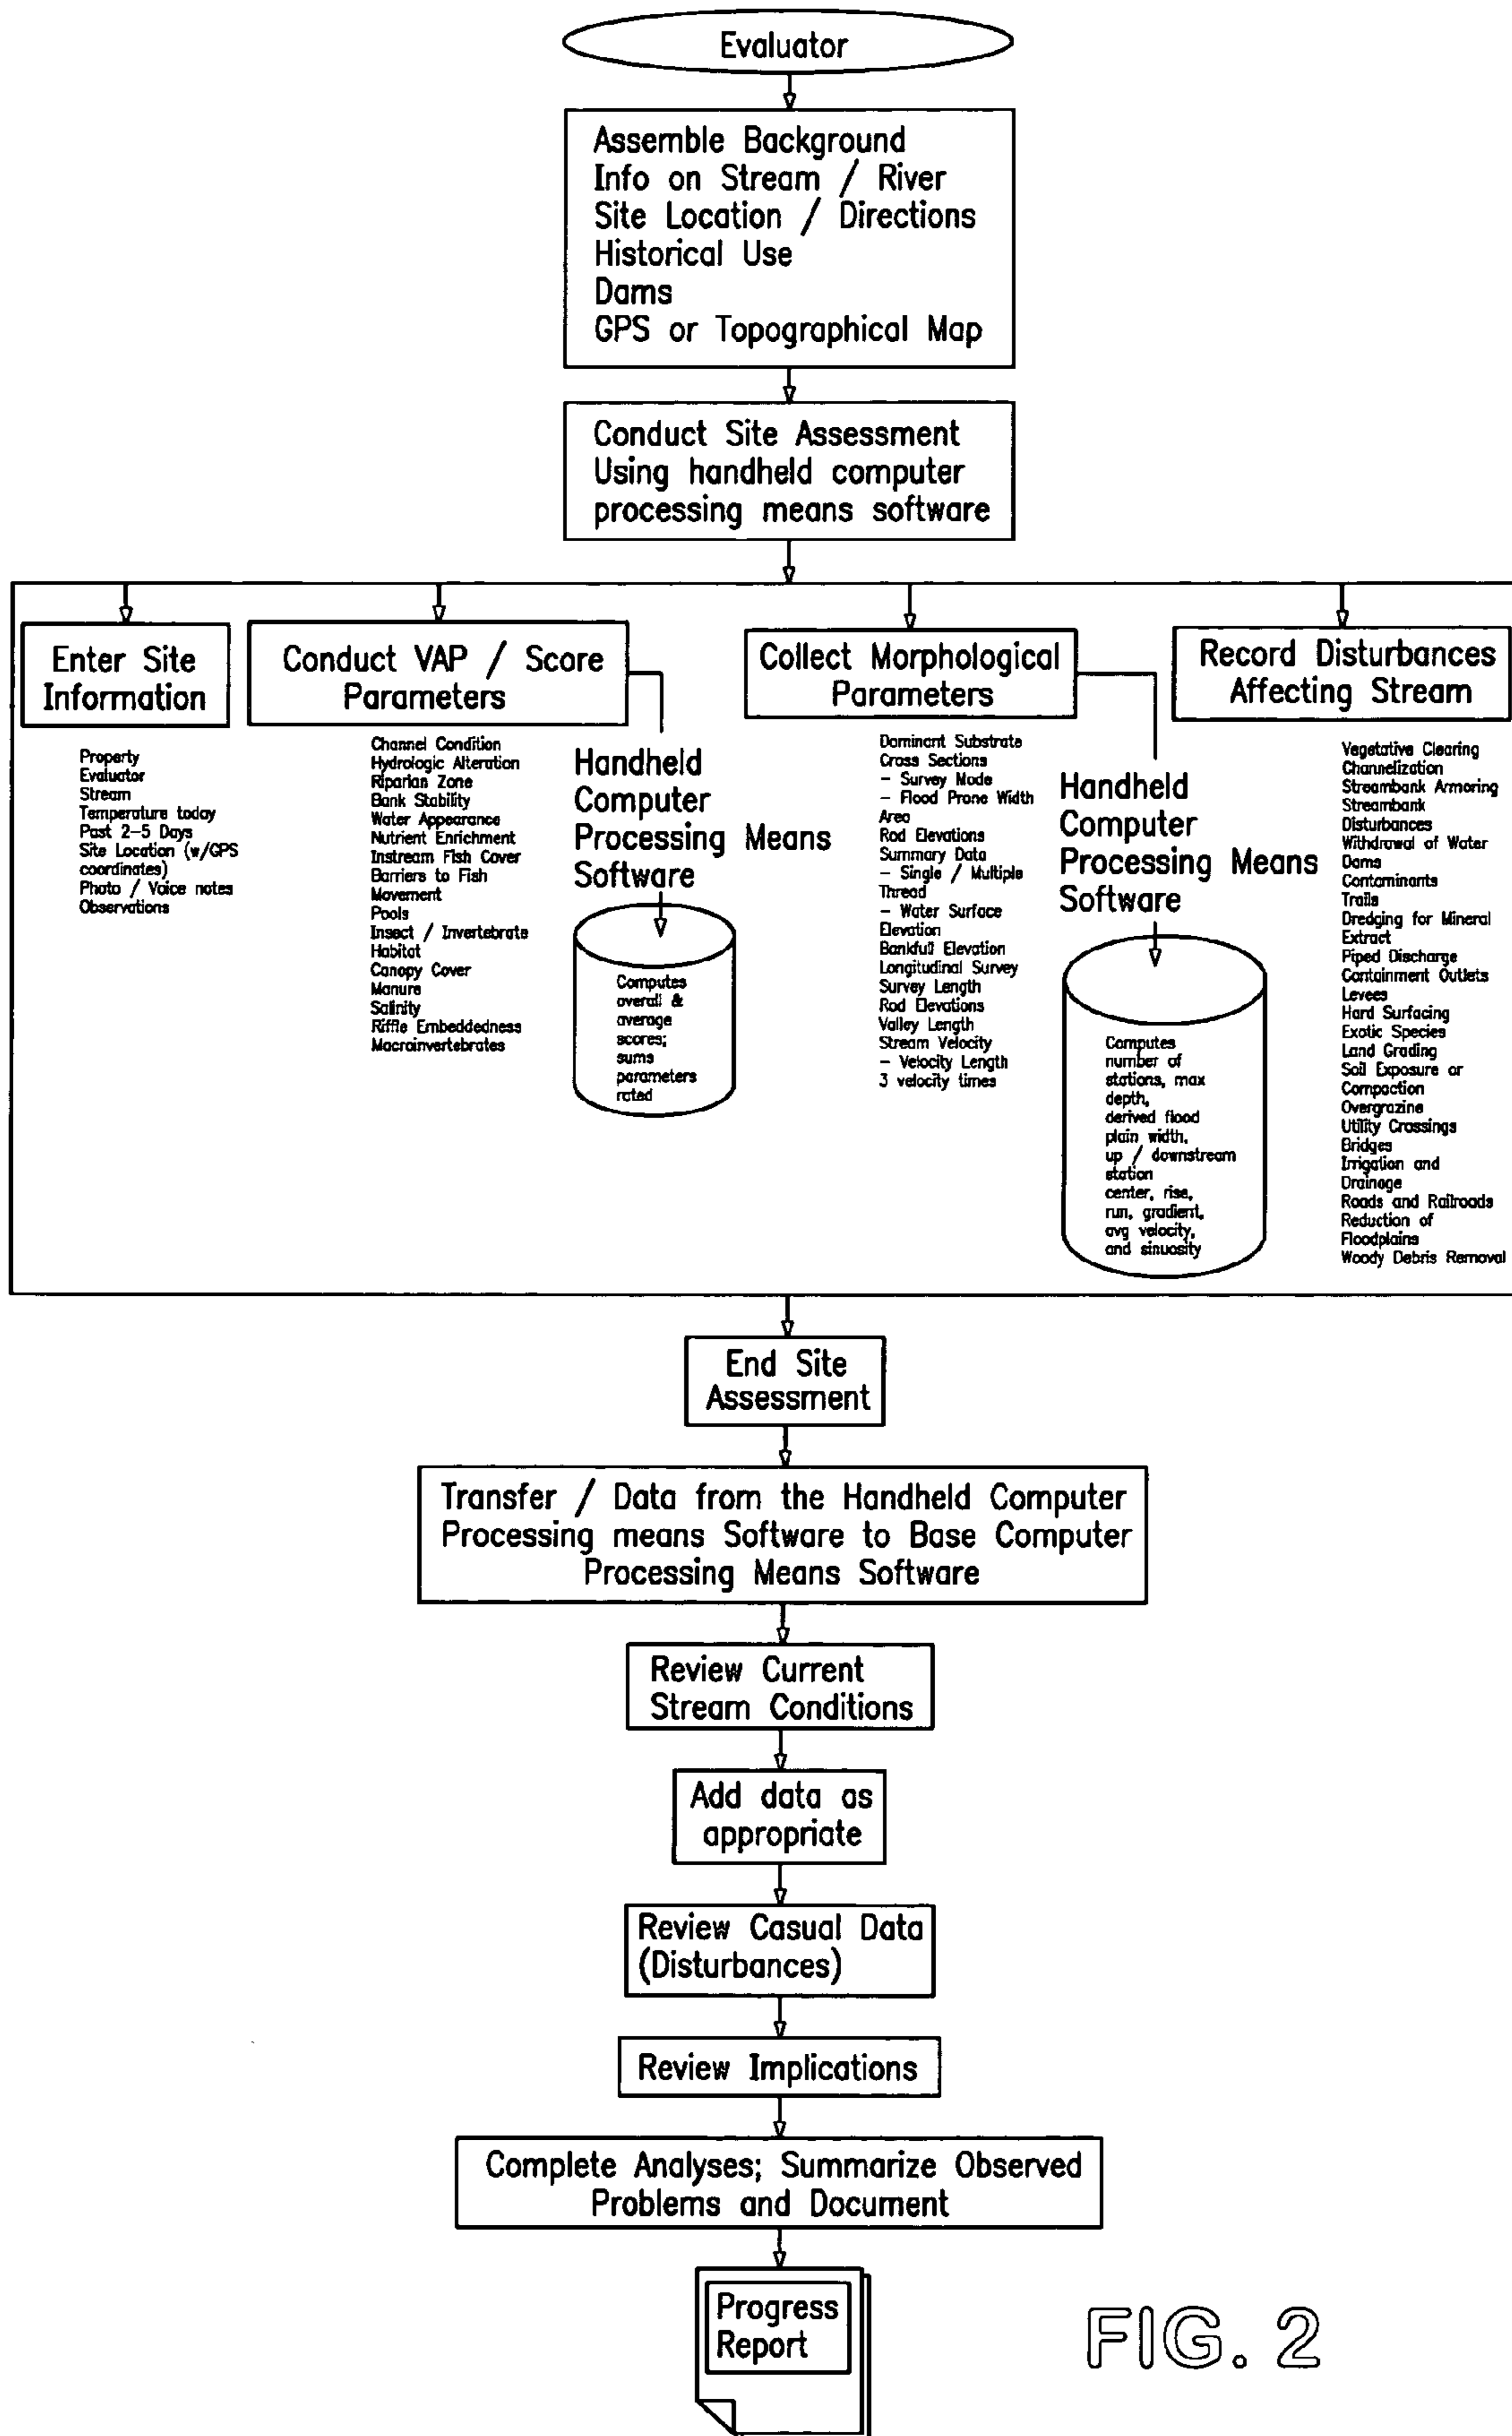 Evaluator
Assemble Background
Info on Stream / River
Site Location / Directions
Historical Use
Dams
GPS or Topographical Map
Conduct Site Assessment
Using handheld computer
processing means software
Enter Site
Information
Property
Evaluator
Stream
Temperature today
Past 2-5 Days
Site Location (w/GPS
coordinates)
Photo / Voice notes
Observations
Conduct VAP / Score
Parameters
Channel Condition
Hydrologic Alteration
Riparian Zone
Bank Stability
Water Appearance
Nutrient Enrichment
Instream Fish Cover
Barriers to Fish
Movement
Pools
Insect / Invertebrate
Habitat
Canopy Cover
Manure
Salinity
Riffle Embeddedness
Macroinvertebrates
Handheld
Computer
Processing Means
Software
Computes
overall &
average
scores;
sums
parameters
rated
Collect Morphological
Parameters
Dominant Substrate
Cross Sections
- Survey Mode
- Flood Prone Width
Area
Rod Elevations
Summary Data
- Single / Multiple
Thread
- Water Surface
Elevation
Bankfull Elevation
Longitudinal Survey
Survey Length
Rod Elevations
Valley Length
Stream Velocity
- Velocity Length
3 velocity times
Handheld
Computer
Processing Means
Software
Computes
number of
stations, max
depth,
derived flood
plain width,
up / downstream
station
center, rise,
run, gradient,
avg velocity,
and sinuosity
Record Disturbances
Affecting Stream
Vegetative Clearing
Channelization
Streambank Armoring
Streambank
Disturbances
Withdrawal of Water
Dams
Contaminants
Trails
Dredging for Mineral
Extract
Piped Discharge
Containment Outlets
Levees
Hard Surfacing
Exotic Species
Land Grading
Soil Exposure or
Compaction
Overgrazine
Utility Crossings
Bridges
Irrigation and
Drainage
Roads and Railroads
Reduction of
Floodplains
Woody Debris Removal
End Site
Assessment
Transfer / Data from the Handheld Computer
Processing means Software to Base Computer
Processing Means Software
Review Current
Stream Conditions
Add data as
appropriate
Review Casual Data
(Disturbances)
Review Implications
Complete Analyses; Summarize Observed
Problems and Document
Progress
Report
FIG. 2